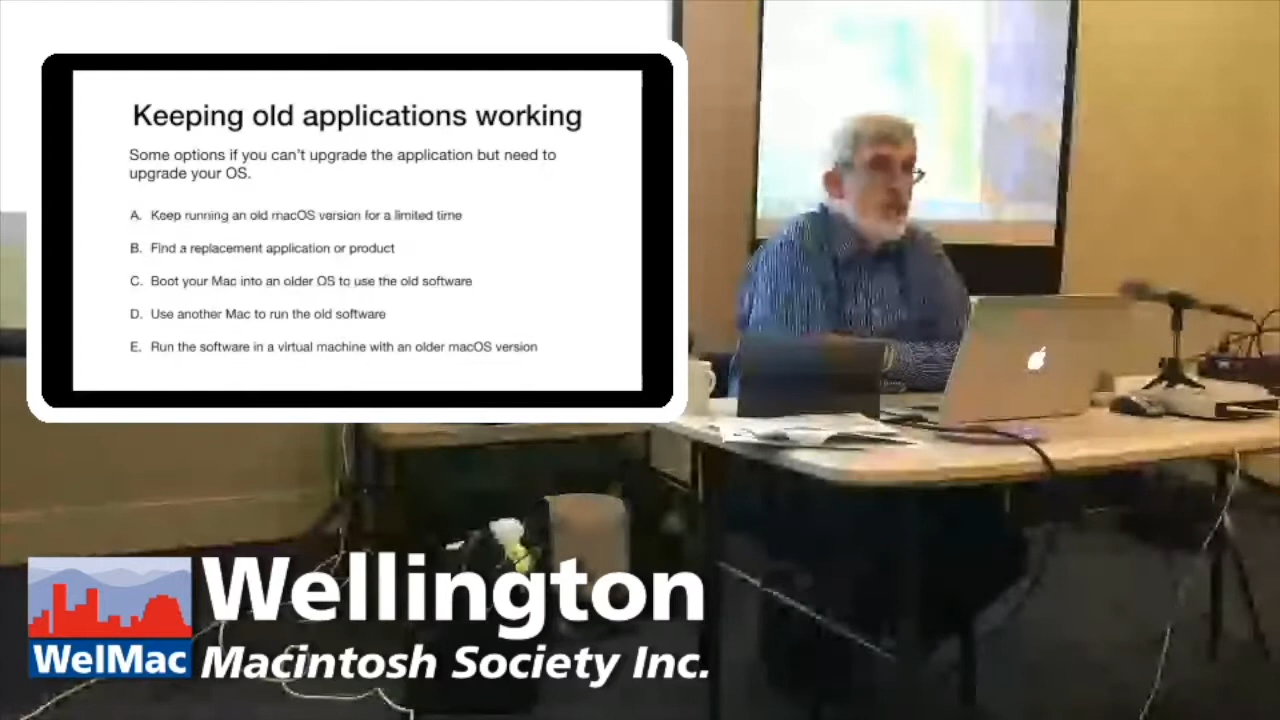 Keeping old applications working
Some options if you can't upgrade the application but need to
upgrade your OS.
A. Keep running an old macOS version for a limited time
B. Find a replacement application or product
C. Boot your Mac into an older OS to use the old software
D. Use another Mac to run the old software
E. Run the software in a virtual machine with an older macOS version
WelMac
Wellington
Macintosh Society Inc.